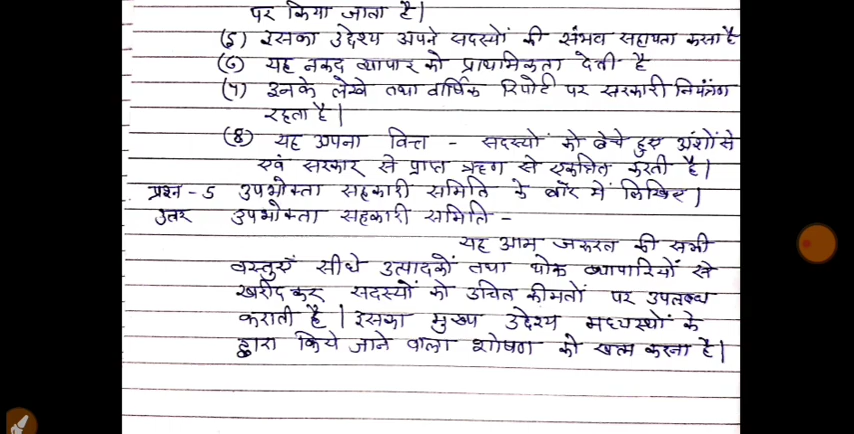 पर किया जाता है।
(5) इसका उद्देश्य अपने सदस्यों की संभव सहायता करना है
(6) यह नकद व्यापार को प्राथमिकता देती है
(7) इनके लेखे तथा वार्षिक रिपोर्ट पर सरकारी नियंत्रण
रहता है।
(8) यह अपना वित्त - सदस्यों को बेचे हुए अंशों से
एवं सरकार से प्राप्त ऋण से एकत्रित करती है।
प्रश्न - 5 उपभोक्ता सहकारी समिति के बारे में लिखिए।
उत्तर उपभोक्ता सहकारी समिति -
यह आम जरूरत की सभी
वस्तुएँ सीधे उत्पादकों तथा थोक व्यापारियों से
खरीद कर सदस्यों को उचित कीमतों पर उपलब्ध
कराती है। इसका मुख्य उद्देश्य मध्यस्थों के
द्वारा किये जाने वाला शोषण को खत्म करना है।